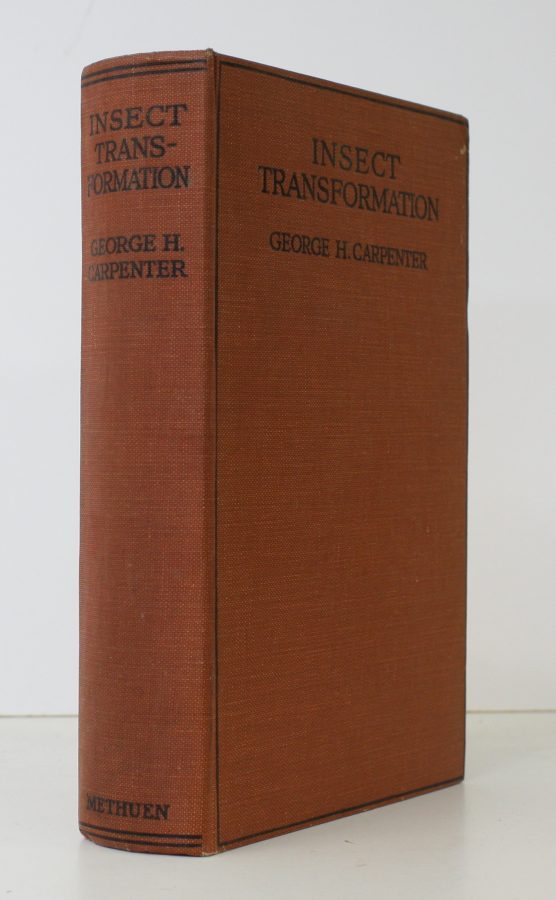 INSECT
TRANS-
FORMATION
GEORGE H.
CARPENTER
METHUEN
INSECT
TRANSFORMATION
GEORGE H. CARPENTER